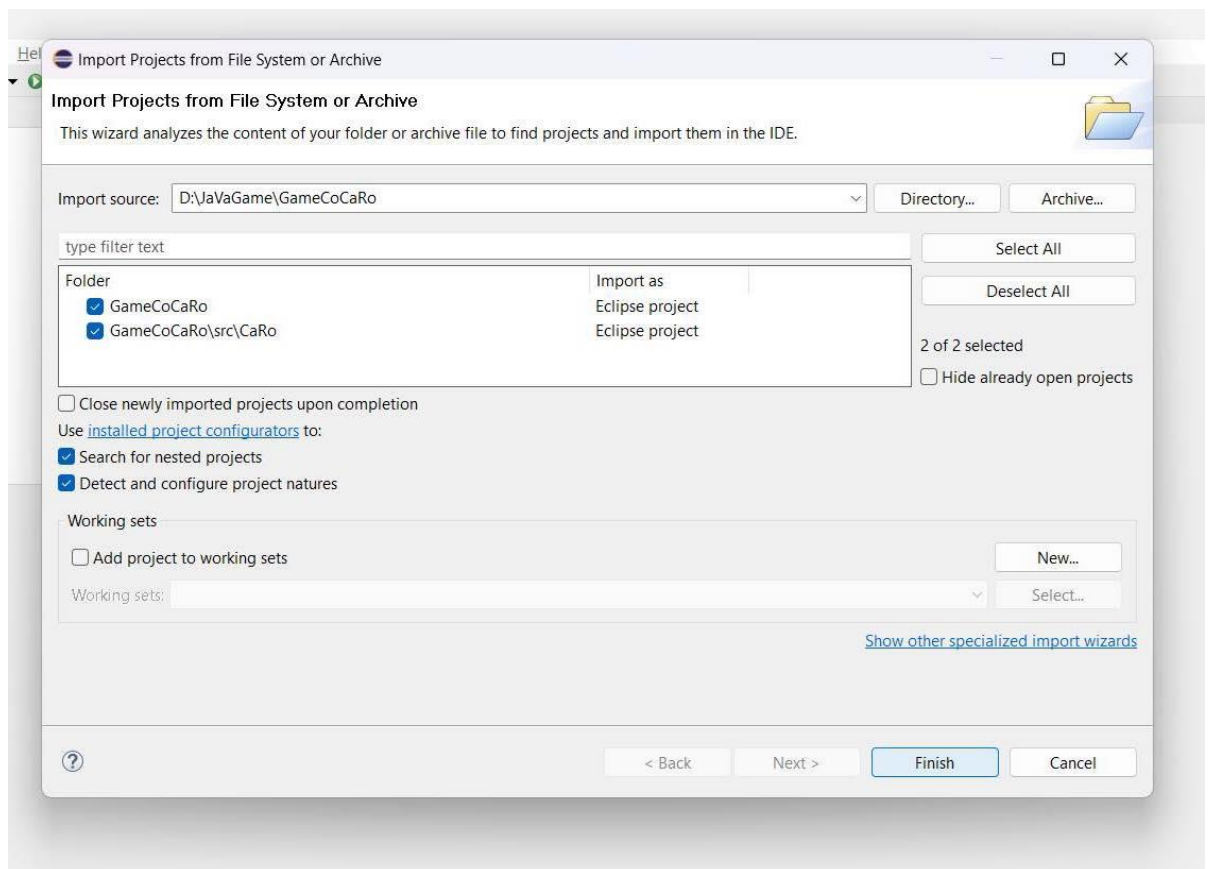 Hel
Import Projects from File System or Archive
Import Projects from File System or Archive
This wizard analyzes the content of your folder or archive file to find projects and import them in the IDE.
Import source: D:\JaVaGame\GameCoCaRo Directory... Archive...
type filter text Select All
Folder Import as
Deselect All
GameCoCaRo Eclipse project
GameCoCaRo\src\CaRo Eclipse project
2 of 2 selected
Hide already open projects
Close newly imported projects upon completion
Use installed project configurators to:
Search for nested projects
Detect and configure project natures
Working sets
Add project to working sets New...
Working sets: Select...
Show other specialized import wizards
? < Back Next > Finish Cancel